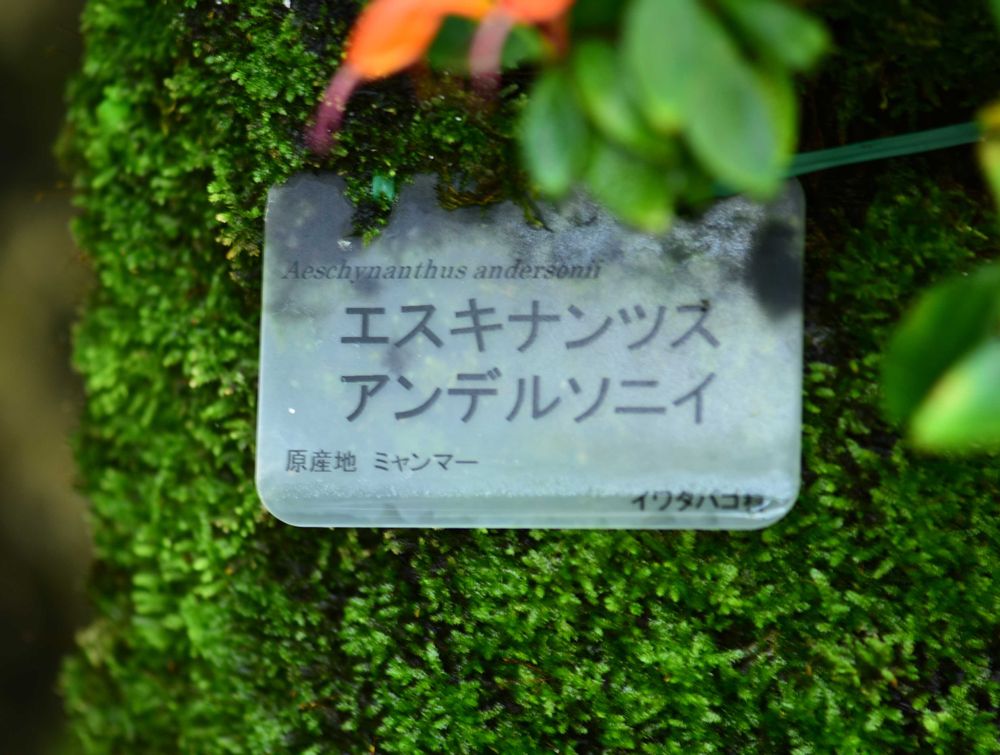 Aeschynanthus andersonii
エスキナンツス
アンデルソニイ
原産地 ミャンマー
イワタバコ科